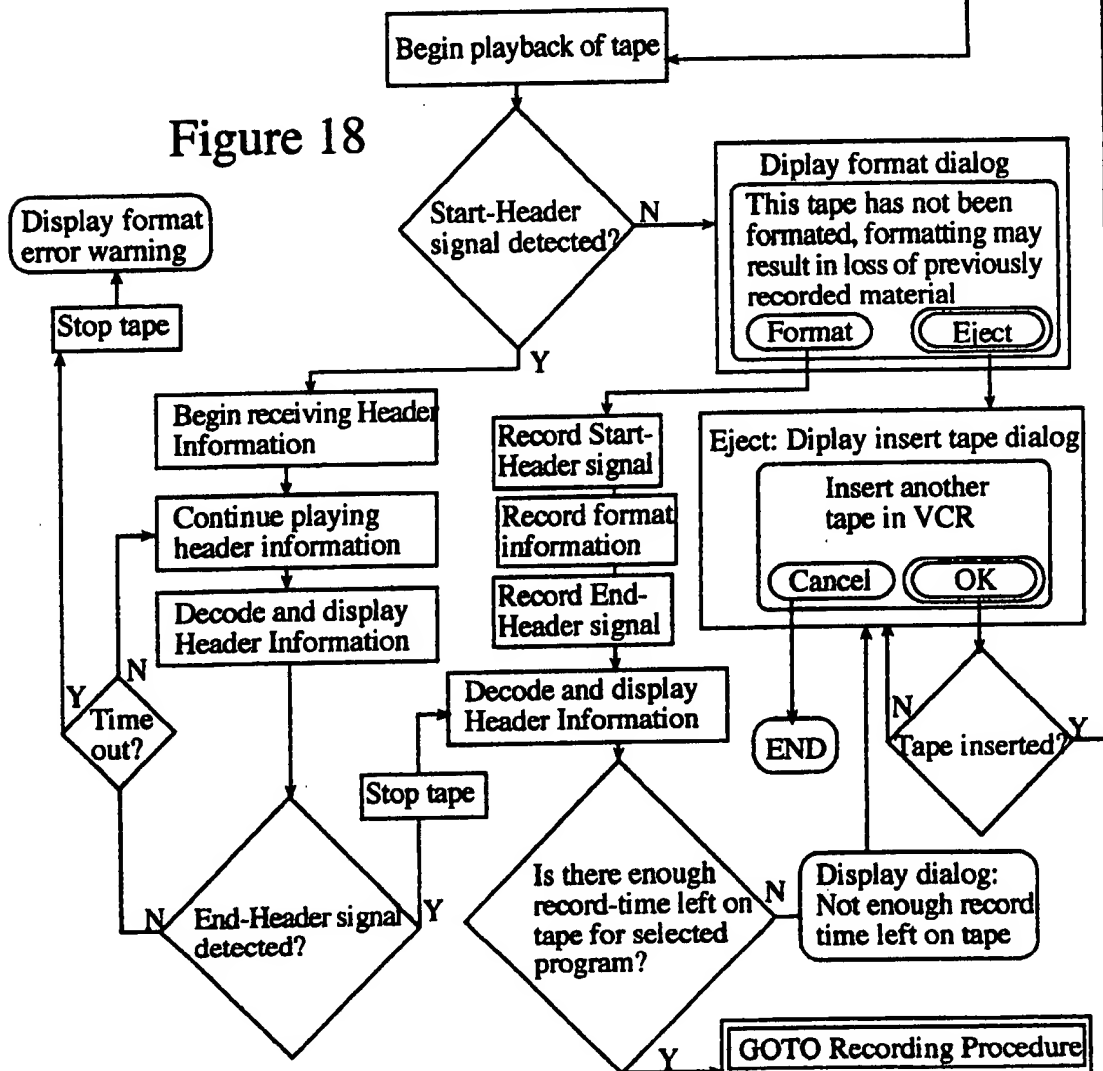 Begin playback of tape
Figure 18
Start-Header
signal detected?
N
Y
Diplay format dialog
This tape has not been
formated, formatting may
result in loss of previously
recorded material
Format
Eject
Display format
error warning
Stop tape
Begin receiving Header
Information
Continue playing
header information
Decode and display
Header Information
Y
N
Time
out?
Record Start-
Header signal
Record format
information
Record End-
Header signal
Decode and display
Header Information
Eject: Diplay insert tape dialog
Insert another
tape in VCR
Cancel
OK
END
N
Tape inserted?
Y
Stop tape
N
End-Header signal
detected?
Y
Is there enough
record-time left on
tape for selected
program?
N
Y
Display dialog:
Not enough record
time left on tape
GOTO Recording Procedure